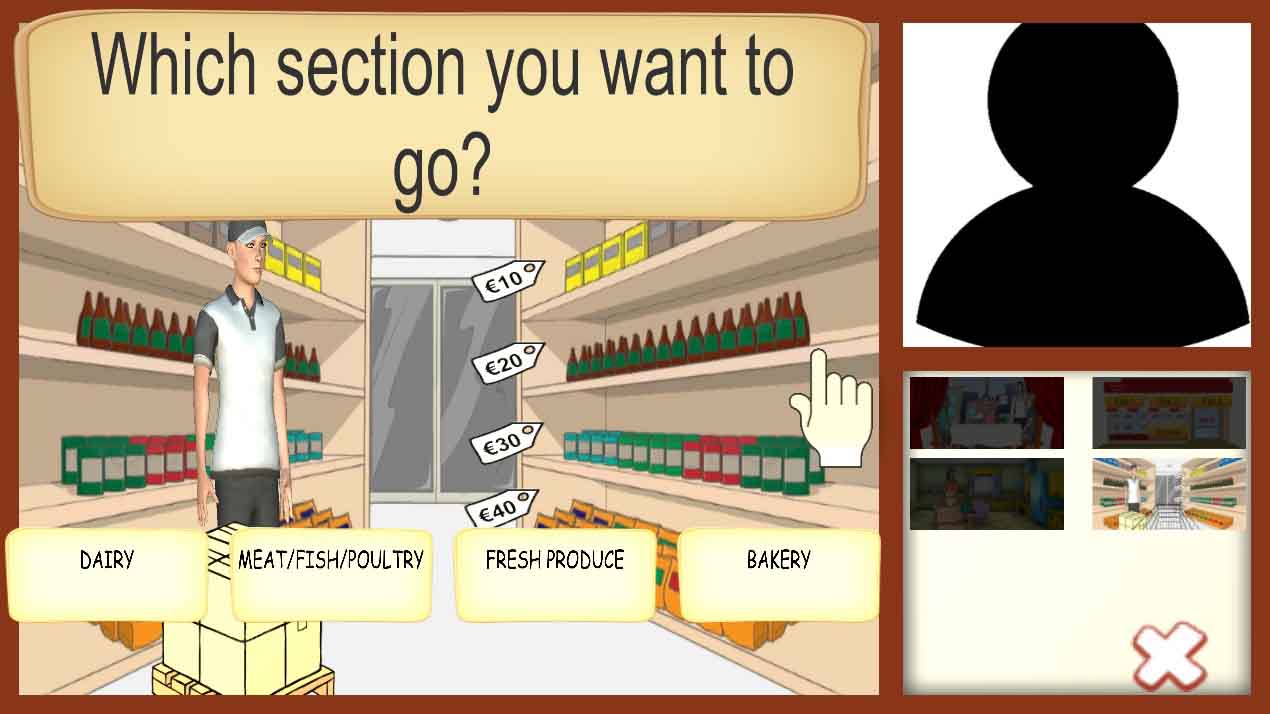 Which section you want to
go?
€10
€20
€30
€40
DAIRY
MEAT/FISH/POULTRY
FRESH PRODUCE
BAKERY